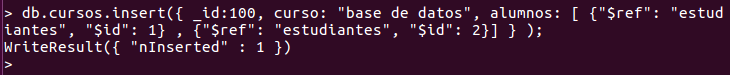 > db.cursos.insert({ _id:100, curso: "base de datos", alumnos: [ {"$ref": "estud
iantes", "$id": 1} , {"$ref": "estudiantes", "$id": 2}] } );
WriteResult({ "nInserted" : 1 })
>